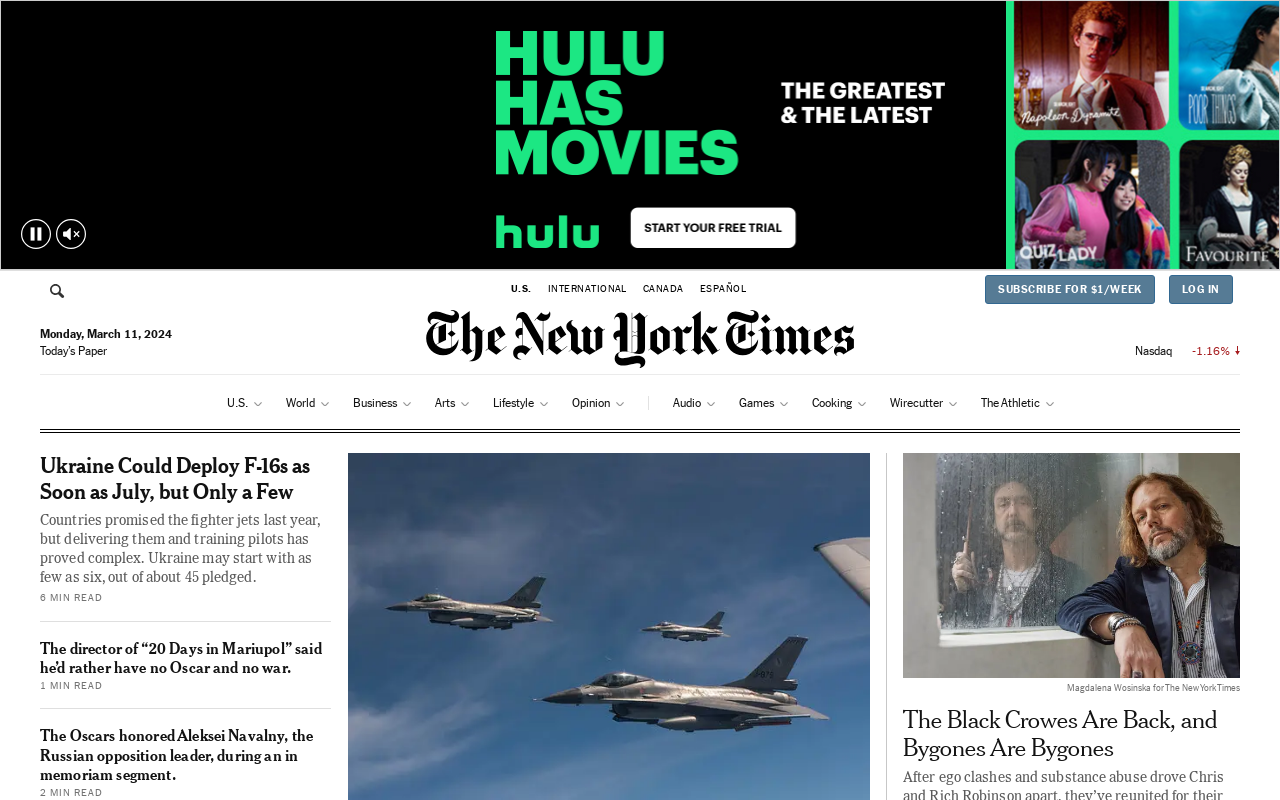 HULU
HAS
MOVIES
THE GREATEST
& THE LATEST
hulu
START YOUR FREE TRIAL
Napoleon Dynamite
POOR THINGS
QUIZ LADY
FAVOURITE
U.S.
INTERNATIONAL
CANADA
ESPAÑOL
SUBSCRIBE FOR $1/WEEK
LOG IN
Monday, March 11, 2024
Today's Paper
The New York Times
Nasdaq
-1.16%
U.S.
World
Business
Arts
Lifestyle
Opinion
Audio
Games
Cooking
Wirecutter
The Athletic
Ukraine Could Deploy F-16s as
Soon as July, but Only a Few
Countries promised the fighter jets last year,
but delivering them and training pilots has
proved complex. Ukraine may start with as
few as six, out of about 45 pledged.
6 MIN READ
The director of “20 Days in Mariupol” said
he’d rather have no Oscar and no war.
1 MIN READ
The Oscars honored Aleksei Navalny, the
Russian opposition leader, during an in
memoriam segment.
2 MIN READ
Magdalena Wosinska for The New York Times
The Black Crowes Are Back, and
Bygones Are Bygones
After ego clashes and substance abuse drove Chris
and Rich Robinson apart, they’ve reunited for their